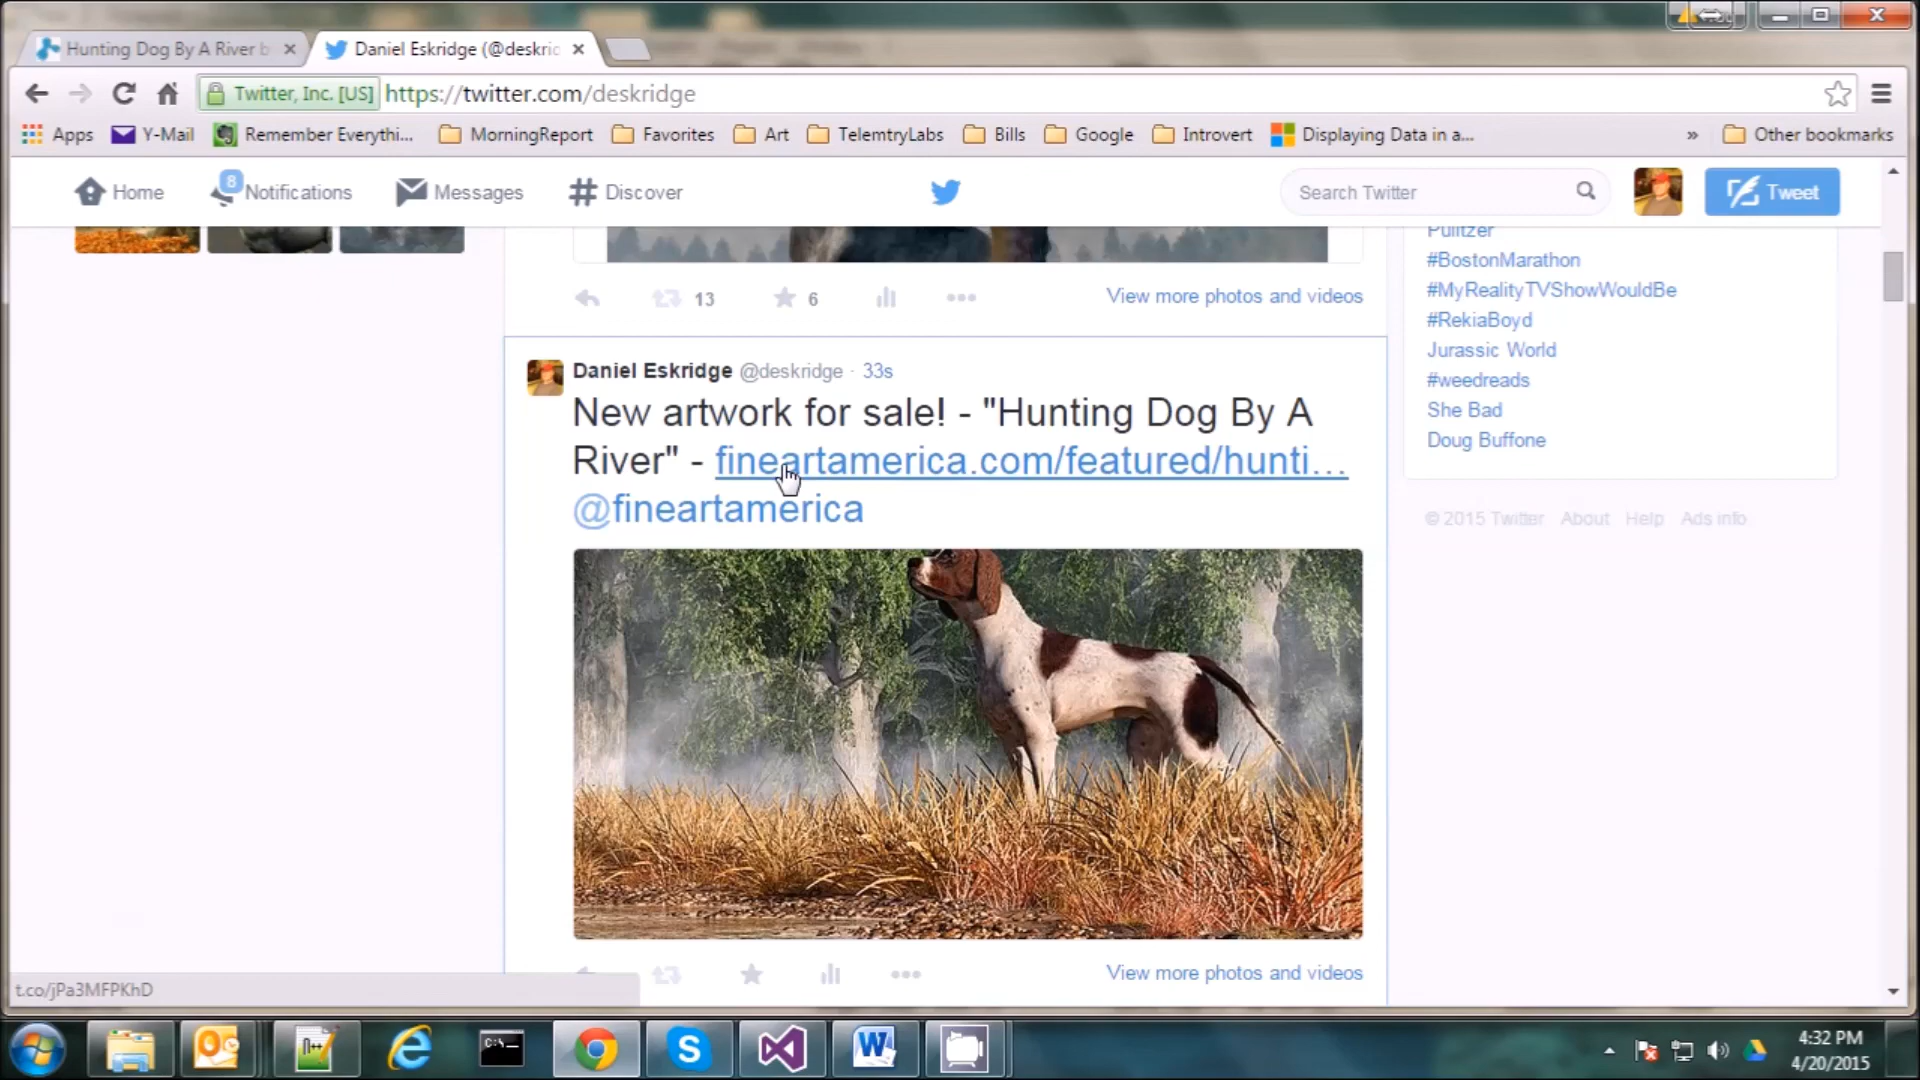 Hunting Dog By A River b
Daniel Eskridge (@deskric
Twitter, Inc. [US] https://twitter.com/deskridge
Apps Y-Mail Remember Everythi... MorningReport Favorites Art TelemtryLabs Bills Google Introvert Displaying Data in a... » Other bookmarks
Home 8 Notifications Messages Discover Search Twitter Tweet
Pulitzer
#BostonMarathon
#MyRealityTVShowWouldBe
#RekiaBoyd
Jurassic World
#weedreads
She Bad
Doug Buffone
© 2015 Twitter About Help Ads info
13 6 View more photos and videos
Daniel Eskridge @deskridge · 33s
New artwork for sale! - "Hunting Dog By A
River" - fineartamerica.com/featured/hunti...
@fineartamerica
View more photos and videos
t.co/jPa3MFPKhD
4:32 PM
4/20/2015